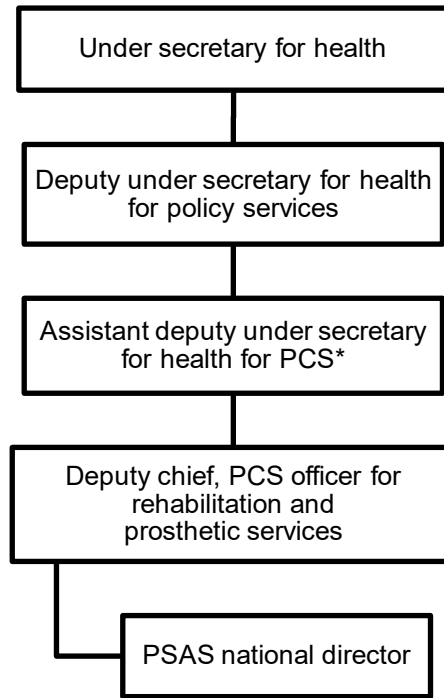 Under secretary for health
Deputy under secretary for health
for policy services
Assistant deputy under secretary
for health for PCS*
Deputy chief, PCS officer for
rehabilitation and
prosthetic services
PSAS national director